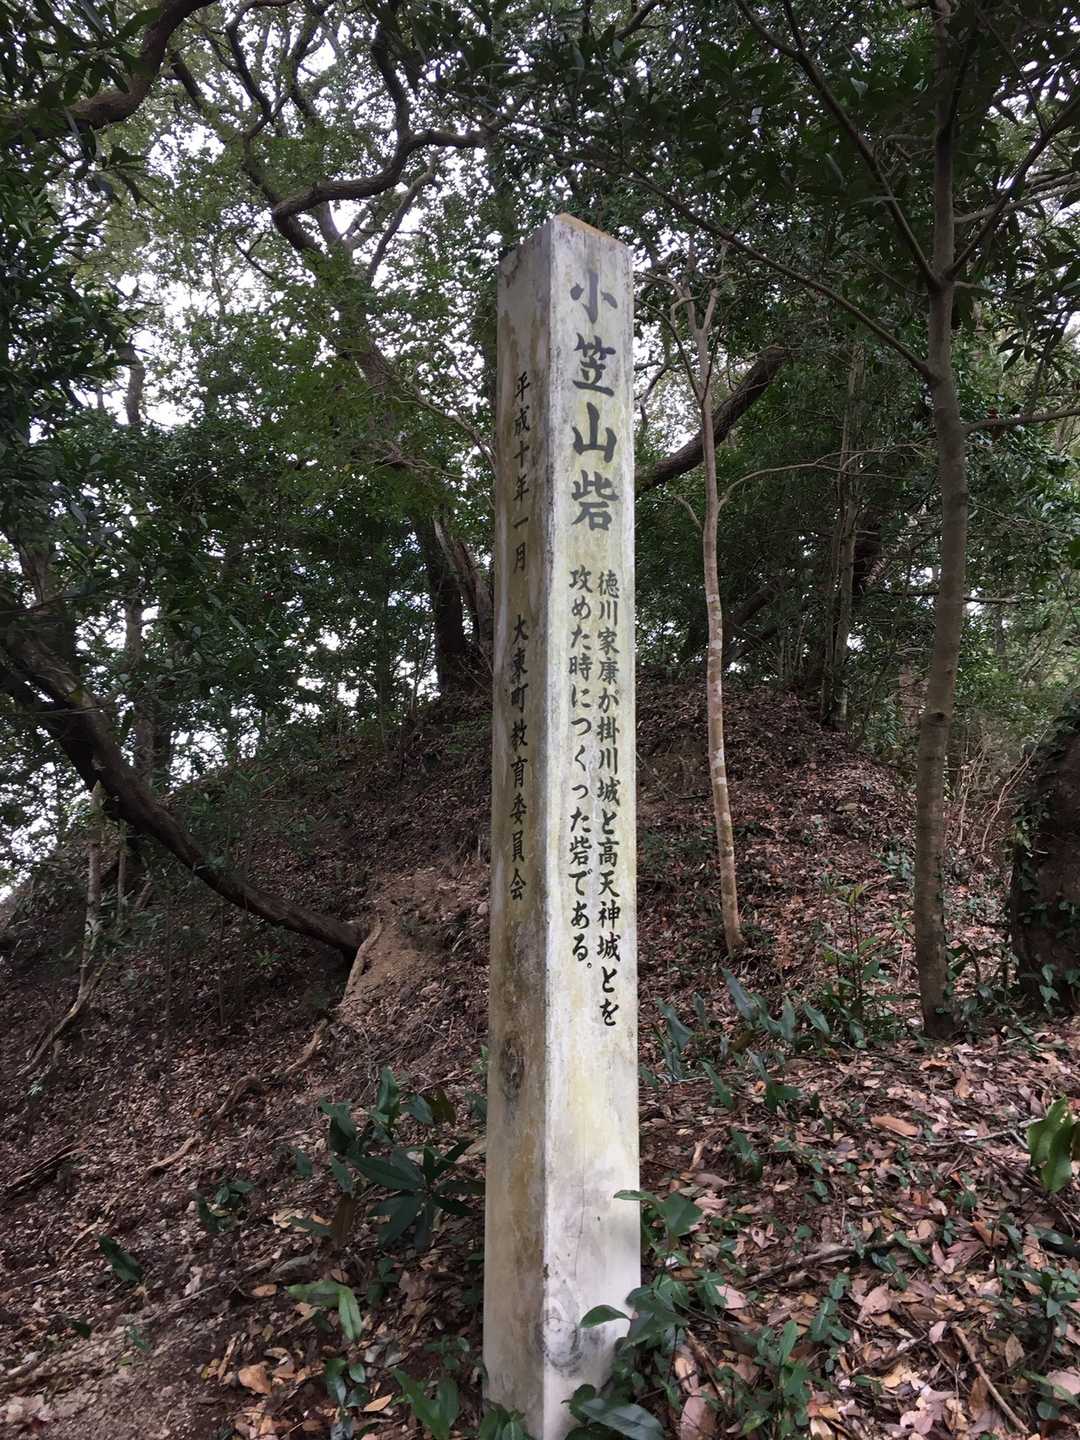 小笠山砦
徳川家康が掛川城と高天神城とを
攻めた時につくった砦である。
平成十年一月　大東町教育委員会